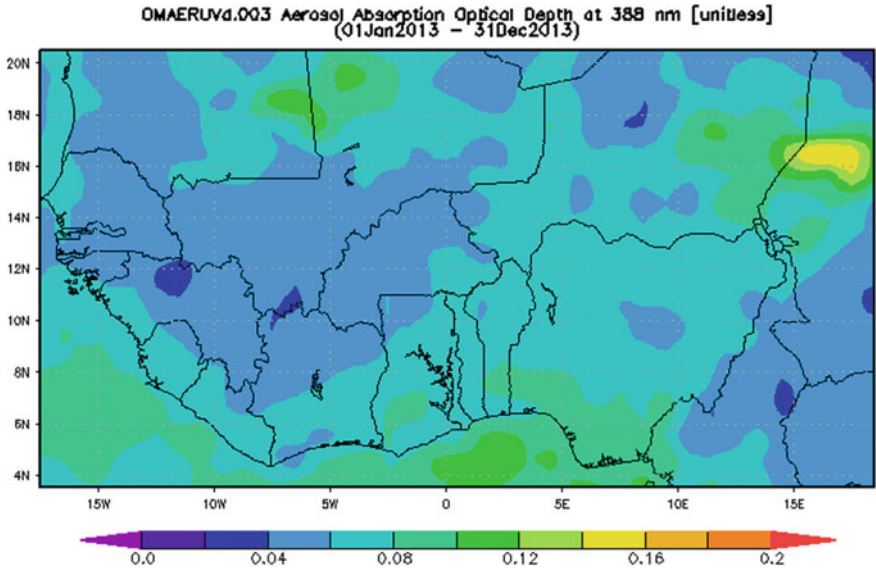 OMAERUVd.003 Aerosol Absorption Optical Depth at 388 nm [unitless]
(01Jan2013 - 31Dec2013)
20N
18N
16N
14N
12N
10N
8N
6N
4N
15W 10W 5W 0 5E 10E 15E
0.0 0.04 0.08 0.12 0.16 0.2